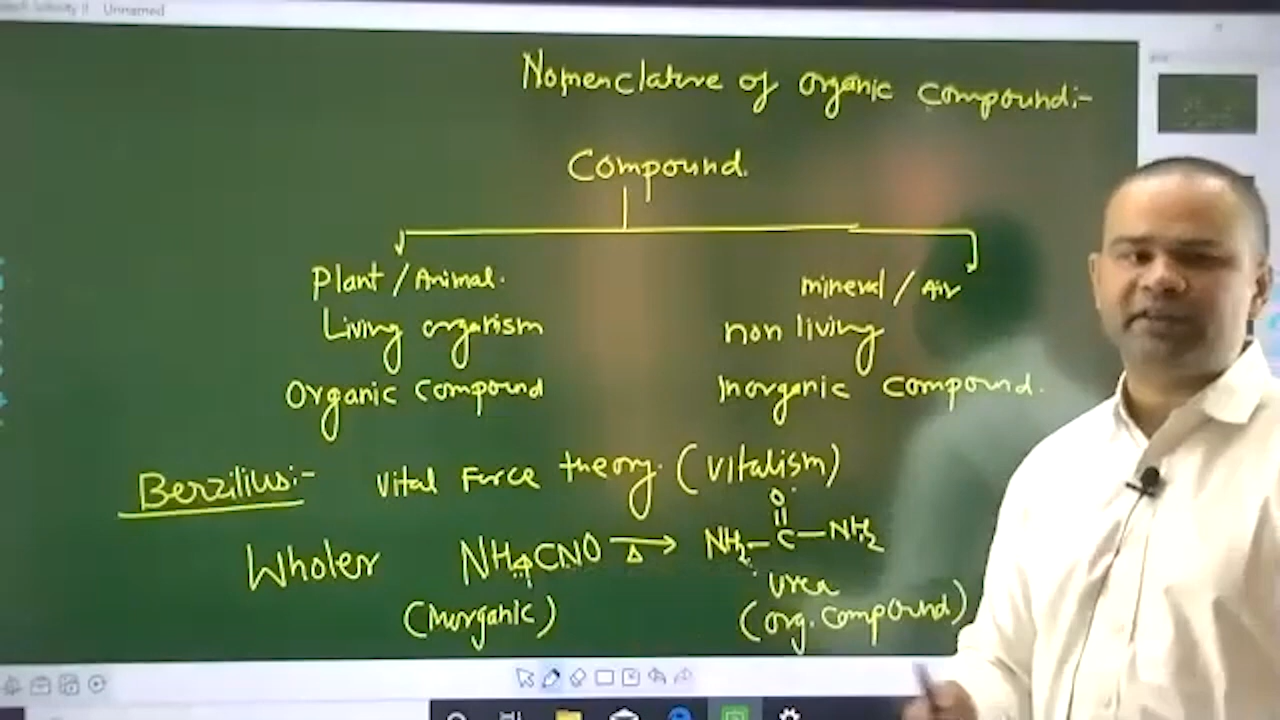 Unnamed
Nomenclature of organic compound:-
Compound.
Plant / Animal.
mineral / Air
Living organism
non living
Organic compound
Inorganic compound.
Berzilius:- Vital Force theory. (Vitalism)
Wholer NH4CNO →Δ NH2-C(=O)-NH2
(Inorganic)
Urea
(org. compound)